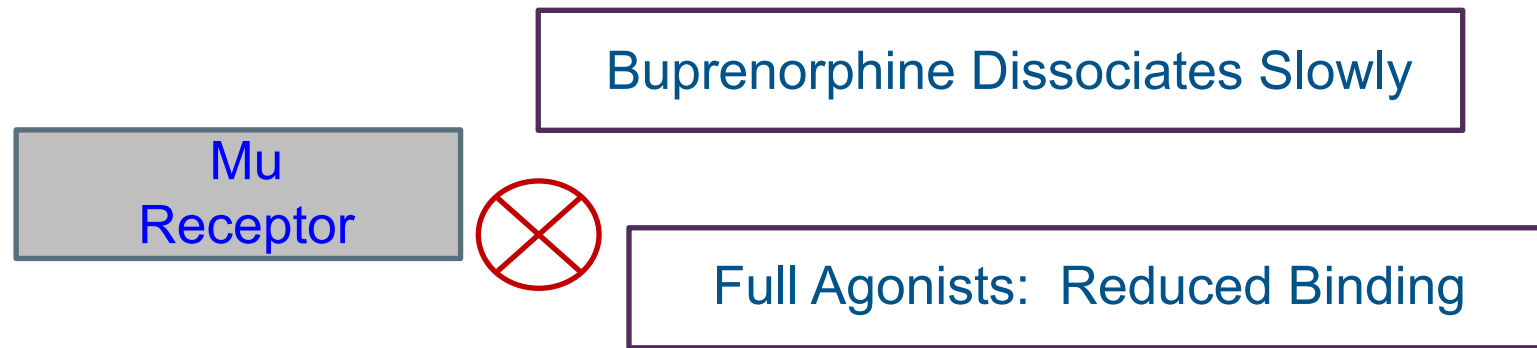 Buprenorphine Dissociates Slowly
Mu
Receptor
Full Agonists: Reduced Binding